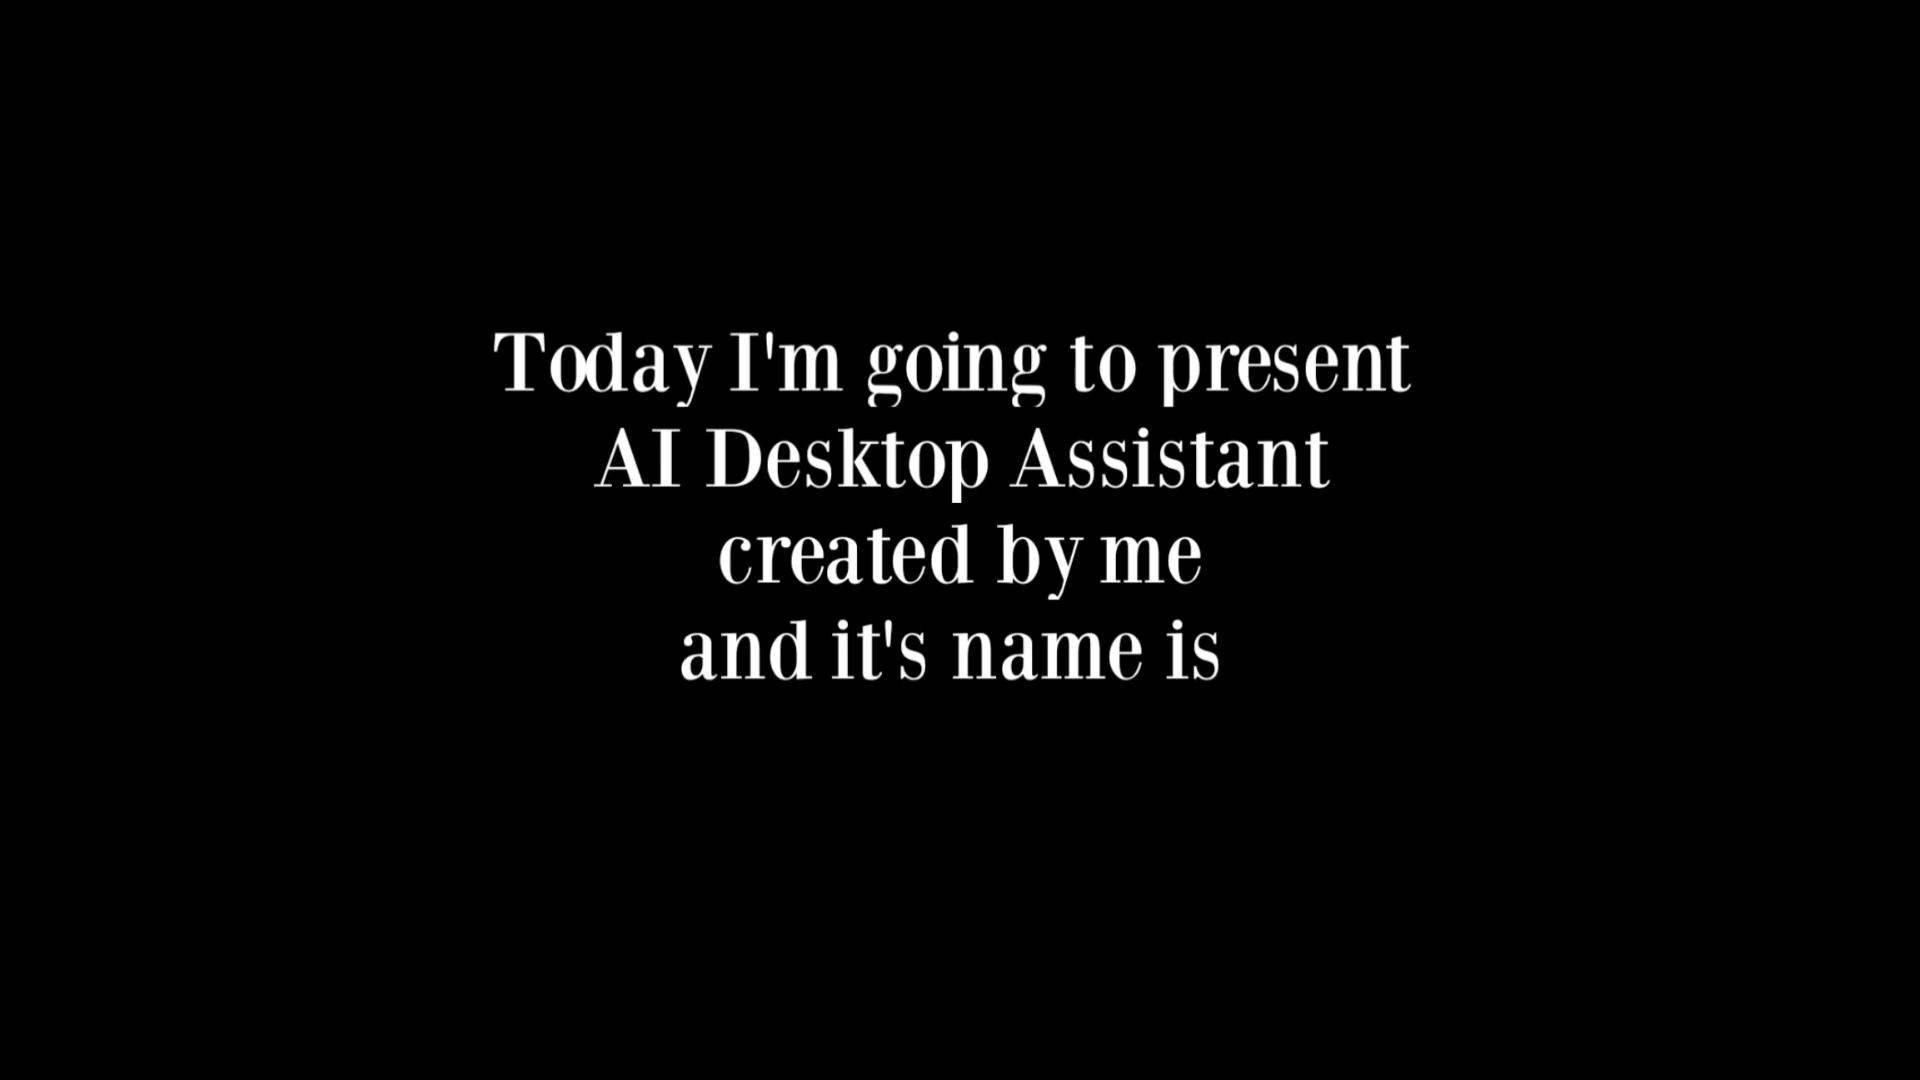 Today I'm going to present
AI Desktop Assistant
created by me
and it's name is